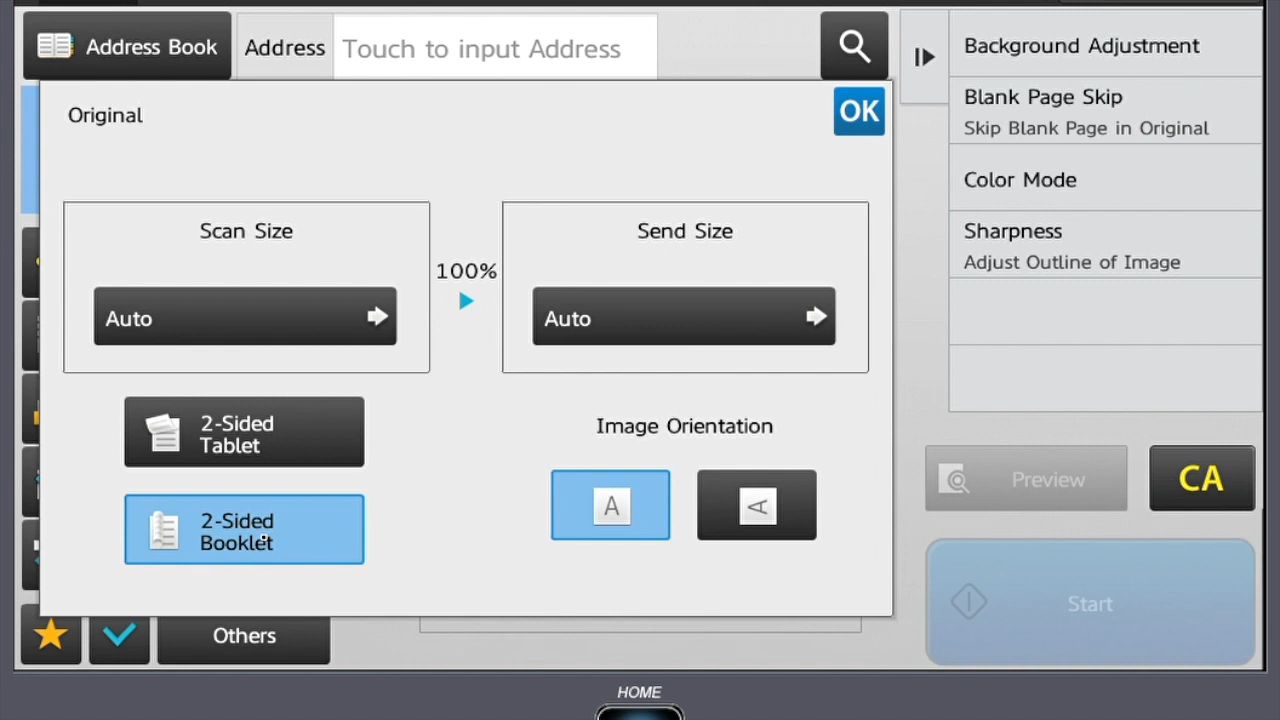 Address Book
Address
Touch to input Address
Original
OK
Scan Size
Auto
100%
Send Size
Auto
2-Sided
Tablet
2-Sided
Booklet
Image Orientation
A
A
Others
Background Adjustment
Blank Page Skip
Skip Blank Page in Original
Color Mode
Sharpness
Adjust Outline of Image
Preview
CA
Start
HOME